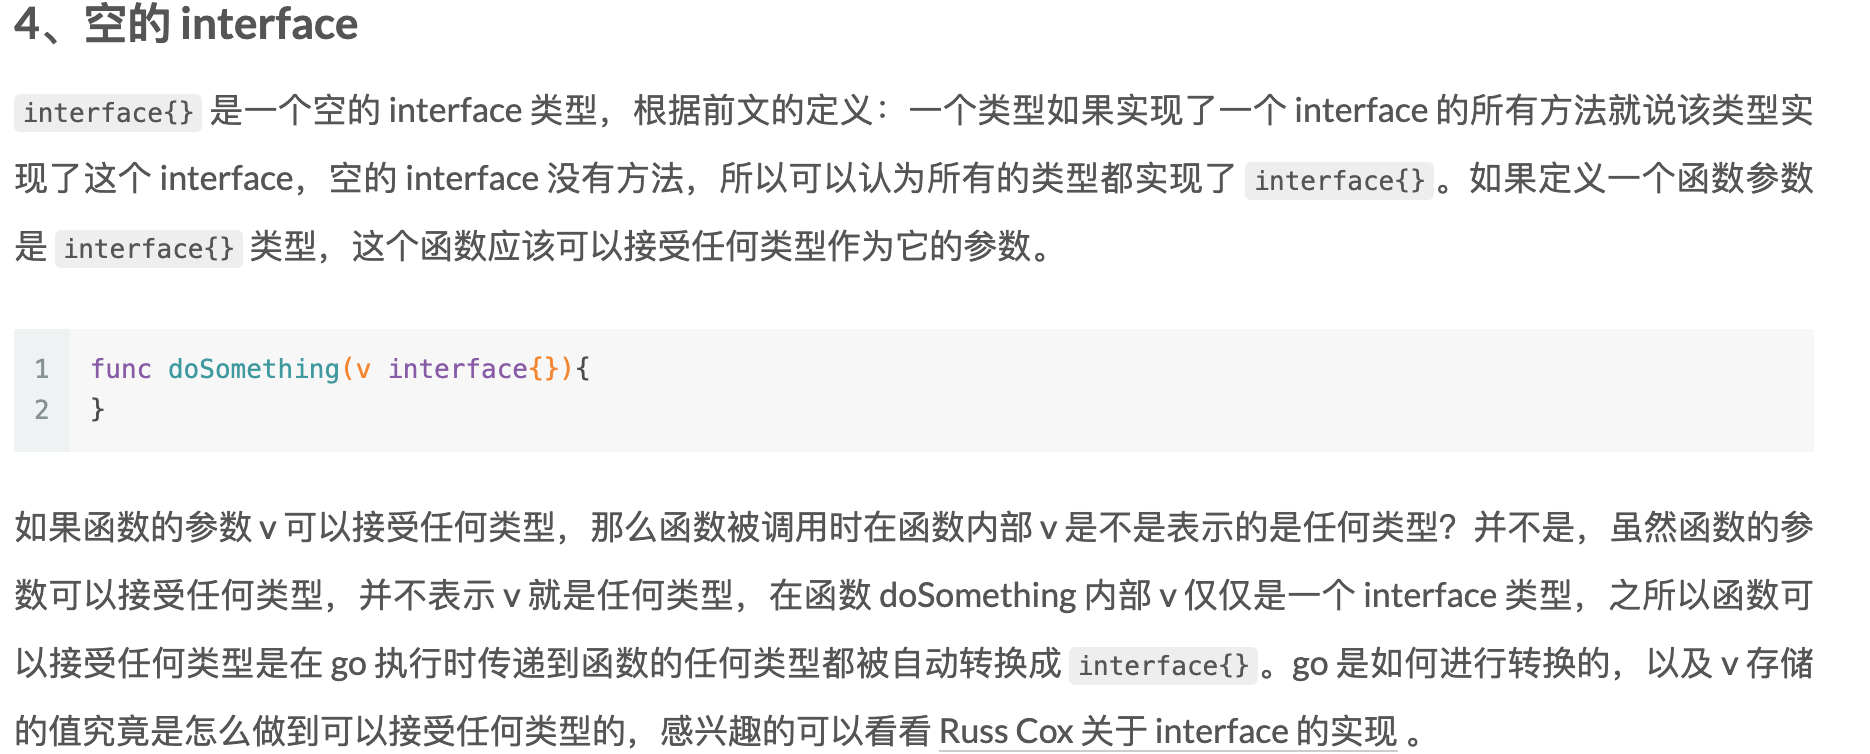 4、空的 interface
interface{} 是一个空的 interface 类型，根据前文的定义：一个类型如果实现了一个 interface 的所有方法就说该类型实
现了这个 interface，空的 interface 没有方法，所以可以认为所有的类型都实现了 interface{}。如果定义一个函数参数
是 interface{} 类型，这个函数应该可以接受任何类型作为它的参数。
1 func doSomething(v interface{}){
2 }
如果函数的参数 v 可以接受任何类型，那么函数被调用时在函数内部 v 是不是表示的是任何类型？并不是，虽然函数的参
数可以接受任何类型，并不表示 v 就是任何类型，在函数 doSomething 内部 v 仅仅是一个 interface 类型，之所以函数可
以接受任何类型是在 go 执行时传递到函数的任何类型都被自动转换成 interface{}。go 是如何进行转换的，以及 v 存储
的值究竟是怎么做到可以接受任何类型的，感兴趣的可以看看 Russ Cox 关于 interface 的实现 。